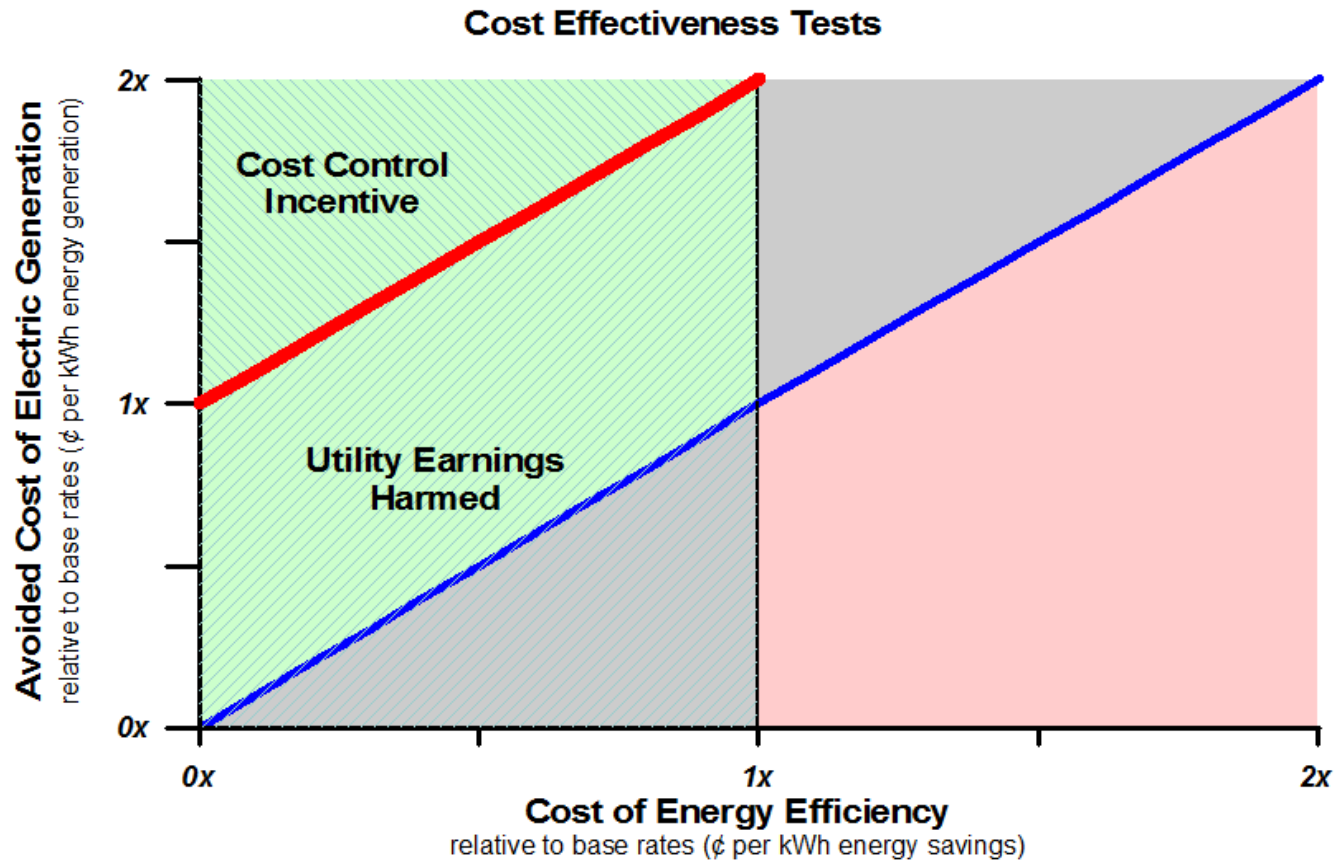 Cost Effectiveness Tests
Avoided Cost of Electric Generation
relative to base rates (¢ per kWh energy generation)
2x
Cost Control
Incentive
1x
Utility Earnings
Harmed
0x
0x
1x
2x
Cost of Energy Efficiency
relative to base rates (¢ per kWh energy savings)